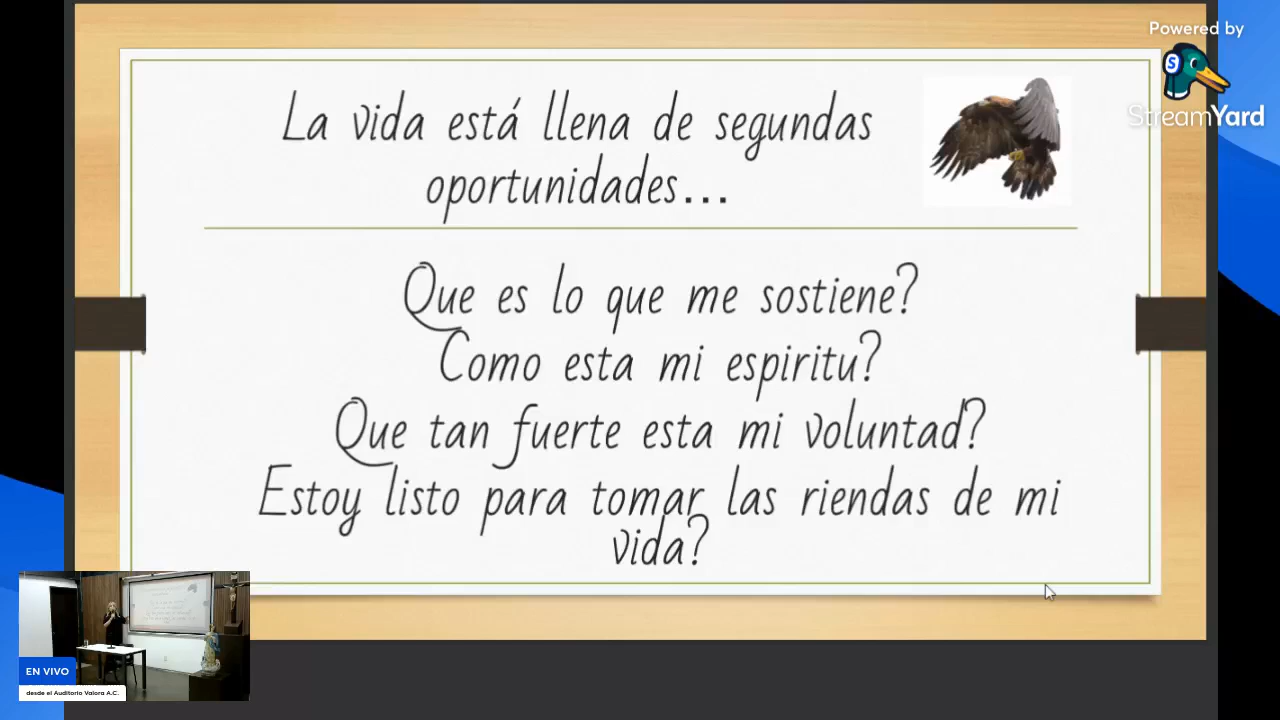 Powered by
StreamYard
La vida está llena de segundas
oportunidades...
Que es lo que me sostiene?
Como esta mi espiritu?
Que tan fuerte esta mi voluntad?
Estoy listo para tomar las riendas de mi
vida?
EN VIVO
desde el Auditorio Valora A.C.